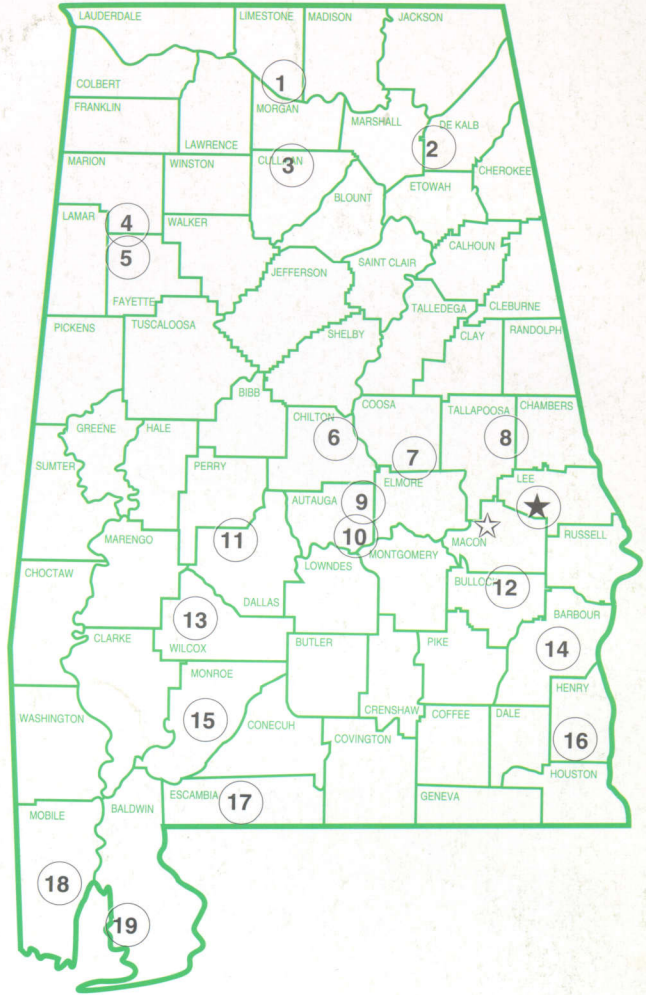 LAUDERDALE
LIMESTONE
MADISON
JACKSON
COLBERT
1
FRANKLIN
MORGAN
MARSHALL
DE KALB
LAWRENCE
2
MARION
WINSTON
CULLMAN
3
CHEROKEE
ETOWAH
BLOUNT
LAMAR
4
WALKER
CALHOUN
5
SAINT CLAIR
JEFFERSON
FAYETTE
TALLEDEGA
CLEBURNE
PICKENS
TUSCALOOSA
SHELBY
CLAY
RANDOLPH
BIBB
COOSA
CHILTON
TALLAPOOSA
CHAMBERS
GREENE
HALE
6
8
SUMTER
PERRY
7
LEE
AUTAUGA
9
ELMORE
MARENGO
11
10
MACON
RUSSELL
MONTGOMERY
LOWNDES
CHOCTAW
BULLOCK
12
DALLAS
BARBOUR
13
CLARKE
WILCOX
BUTLER
PIKE
14
MONROE
HENRY
WASHINGTON
15
CONECUH
CRENSHAW
COFFEE
DALE
COVINGTON
16
HOUSTON
MOBILE
BALDWIN
ESCAMBIA
17
GENEVA
18
19